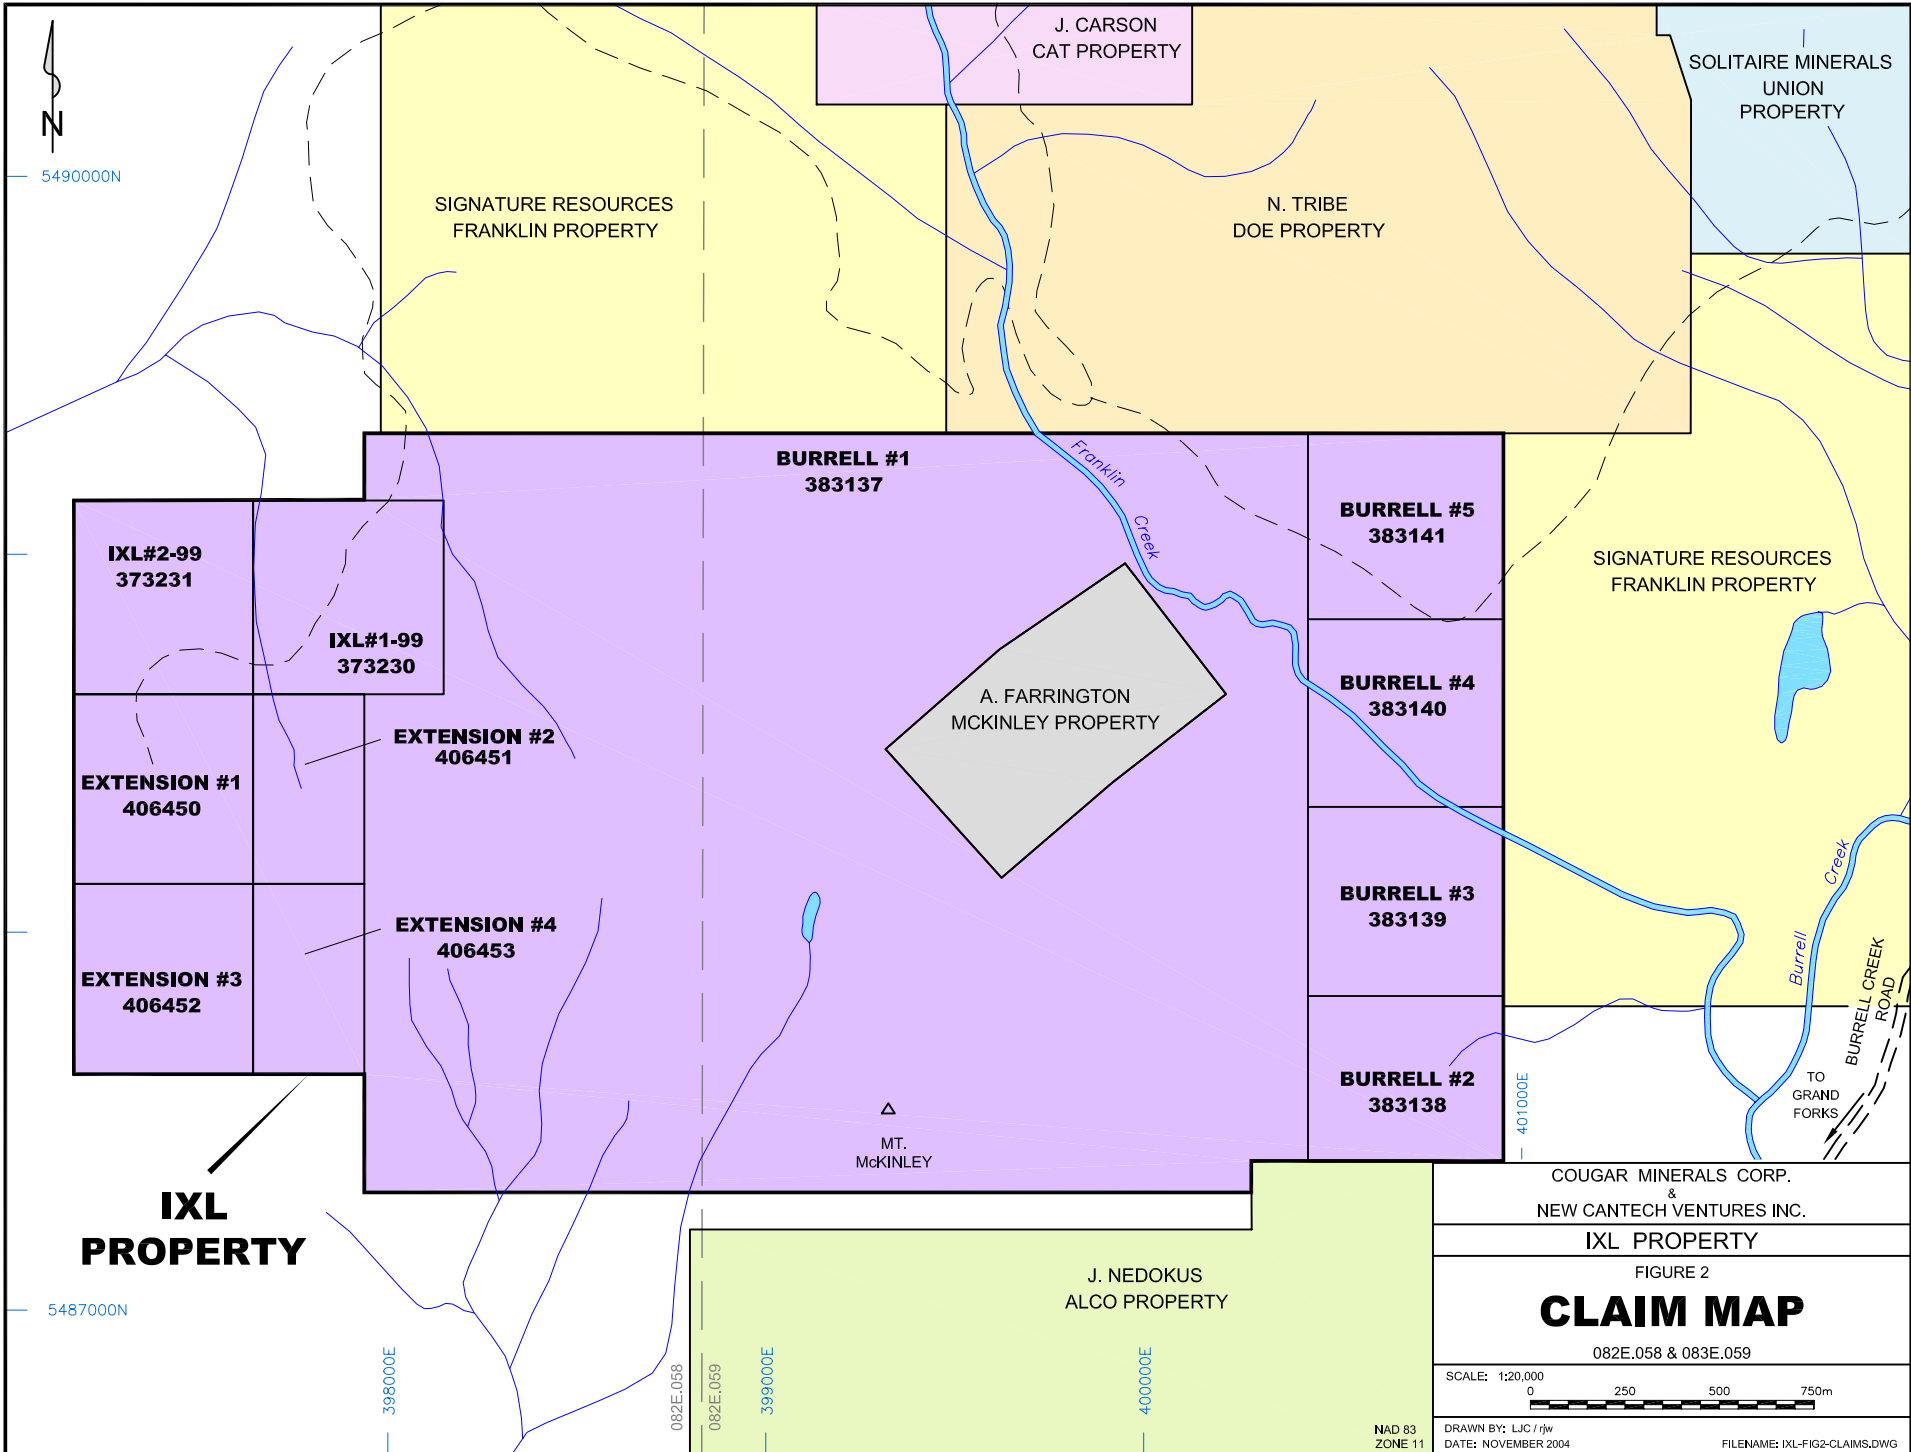 J. CARSON
CAT PROPERTY
SOLITAIRE MINERALS
UNION
PROPERTY
N
5490000N
SIGNATURE RESOURCES
FRANKLIN PROPERTY
N. TRIBE
DOE PROPERTY
BURRELL #1
383137
Franklin
Creek
BURRELL #5
383141
IXL#2-99
373231
SIGNATURE RESOURCES
FRANKLIN PROPERTY
IXL#1-99
373230
A. FARRINGTON
MCKINLEY PROPERTY
BURRELL #4
383140
EXTENSION #2
406451
EXTENSION #1
406450
BURRELL #3
383139
EXTENSION #4
406453
EXTENSION #3
406452
Burrell
Creek
BURRELL CREEK
ROAD
TO
GRAND
FORKS
BURRELL #2
383138
401000E
MT.
McKINLEY
IXL
PROPERTY
5487000N
J. NEDOKUS
ALCO PROPERTY
398000E
082E.058
082E.059
399000E
400000E
NAD 83
ZONE 11
COUGAR MINERALS CORP.
&
NEW CANTECH VENTURES INC.
IXL PROPERTY
FIGURE 2
CLAIM MAP
082E.058 & 083E.059
SCALE: 1:20,000
0 250 500 750m
DRAWN BY: LJC / rjw
DATE: NOVEMBER 2004
FILENAME: IXL-FIG2-CLAIMS.DWG